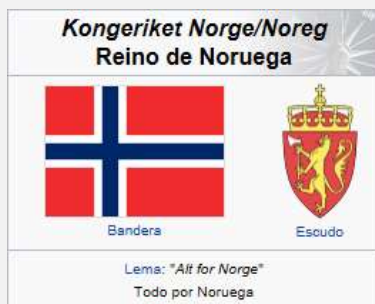 Kongeriket Norge/Noreg
Reino de Noruega
Bandera
Escudo
Lema: "Alt for Norge"
Todo por Noruega